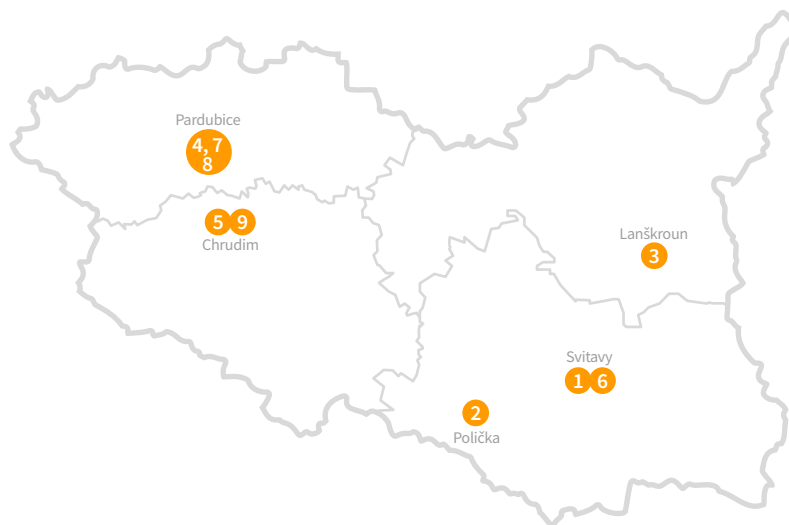 Pardubice
4, 7
8
5 9
Chrudim
Lanškroun
3
Svitavy
1 6
2
Polička